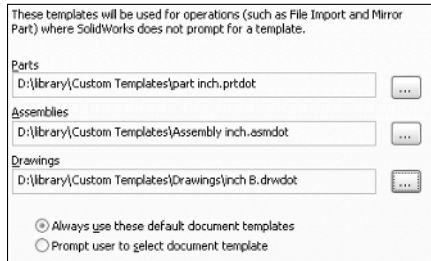 These templates will be used for operations (such as File Import and Mirror
Part) where SolidWorks does not prompt for a template.
Parts
D:\library\Custom Templates\part inch.prtdot
...
Assemblies
D:\library\Custom Templates\Assembly inch.asmdot
...
Drawings
D:\library\Custom Templates\Drawings\inch B.drwdot
...
Always use these default document templates
Prompt user to select document template